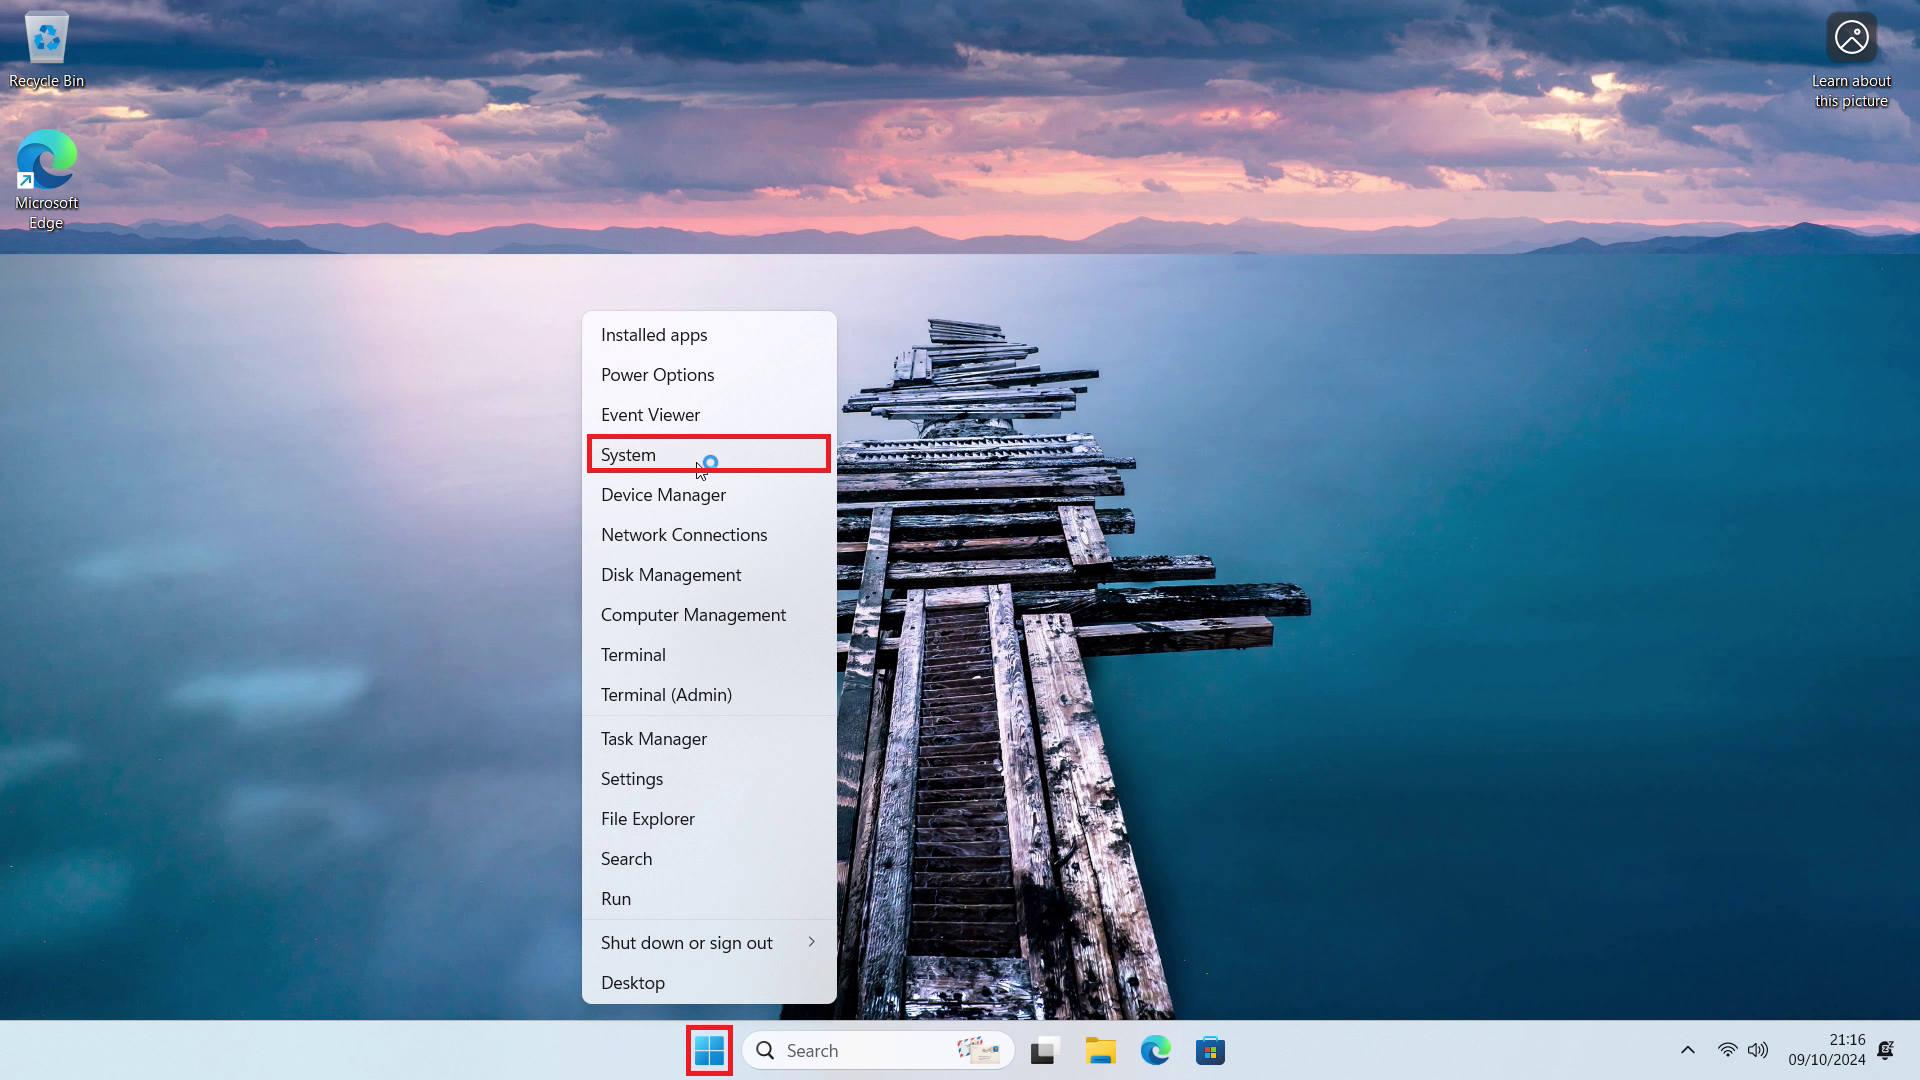 Recycle Bin
Learn about
this picture
Microsoft
Edge
Installed apps
Power Options
Event Viewer
System
Device Manager
Network Connections
Disk Management
Computer Management
Terminal
Terminal (Admin)
Task Manager
Settings
File Explorer
Search
Run
Shut down or sign out
Desktop
Search
21:16
09/10/2024